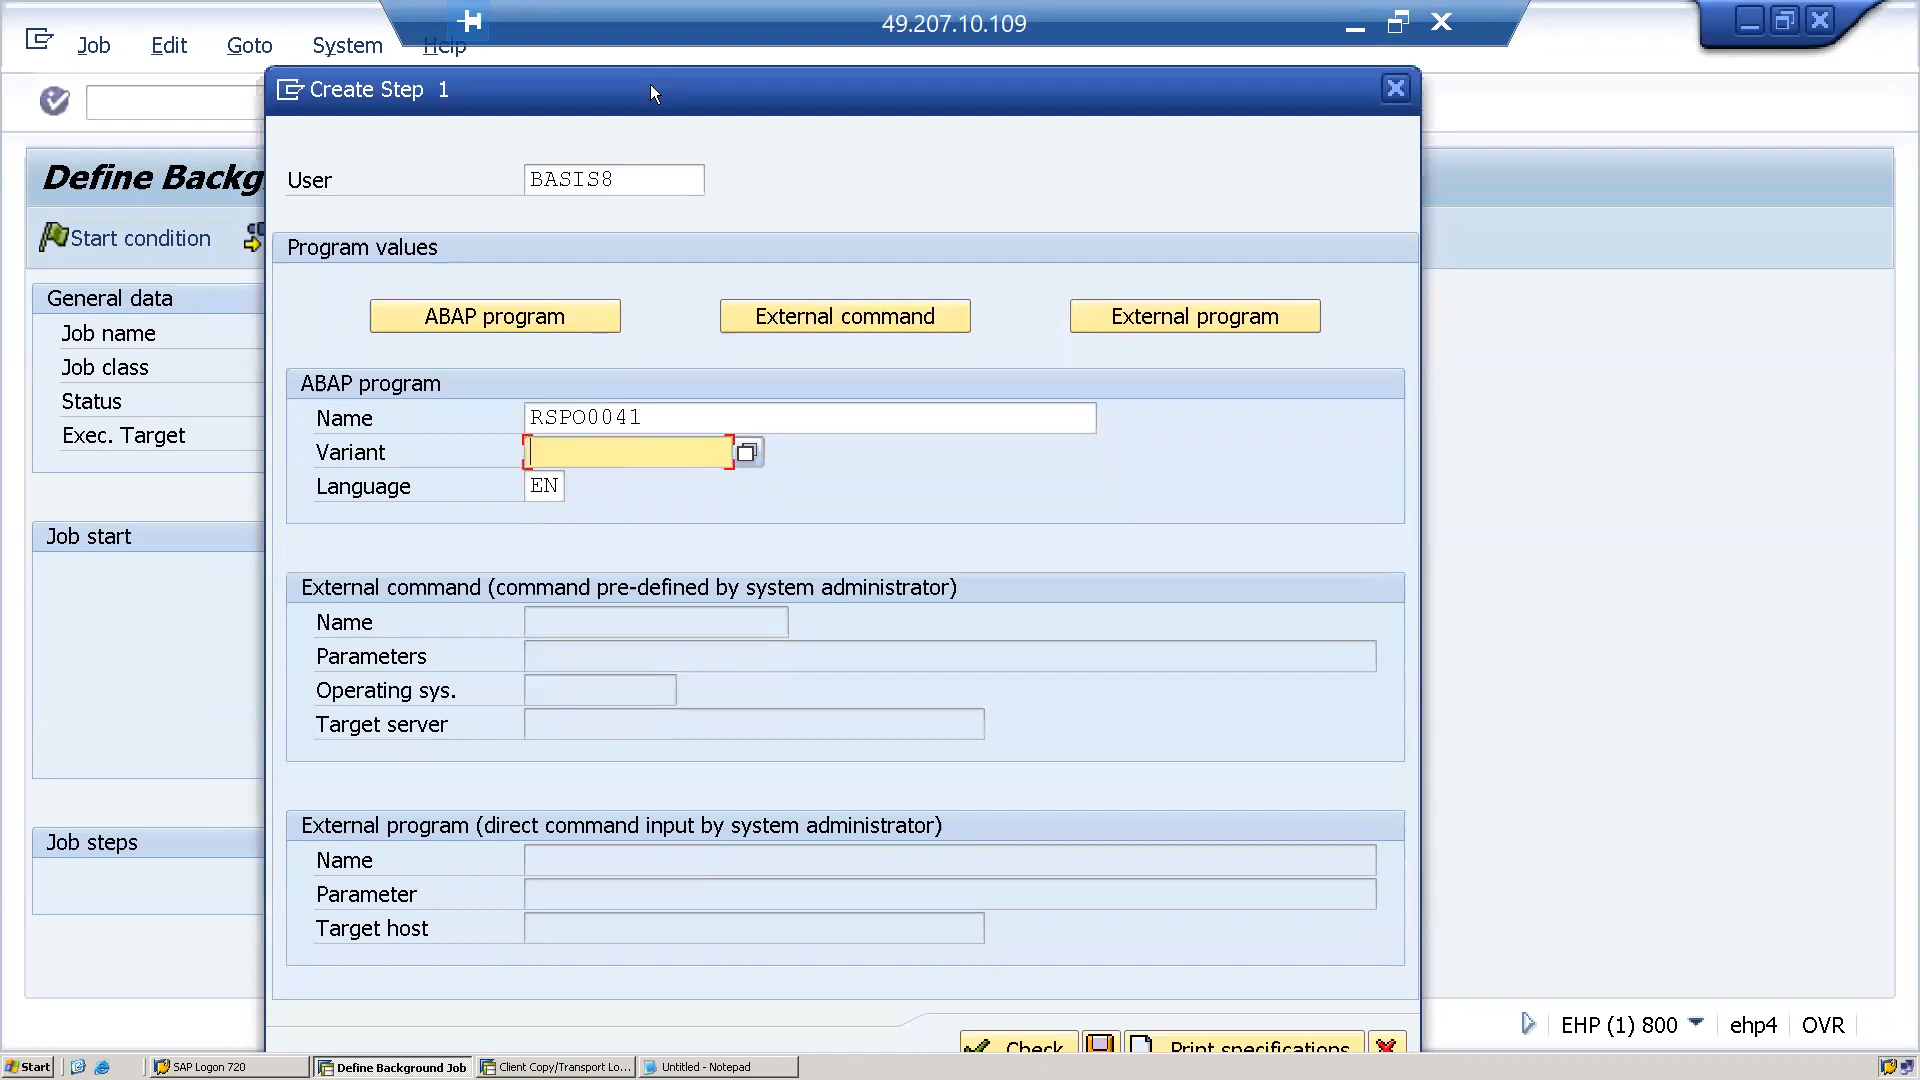 49.207.10.109
Job Edit Goto System Help
Create Step 1
Define Backg
User BASIS8
Start condition
Program values
General data
ABAP program External command External program
Job name
Job class
Status
Exec. Target
ABAP program
Name RSPO0041
Variant
Language EN
Job start
External command (command pre-defined by system administrator)
Name
Parameters
Operating sys.
Target server
Job steps
External program (direct command input by system administrator)
Name
Parameter
Target host
EHP (1) 800 ehp4 OVR
Check Print specifications
Start SAP Logon 720 Define Background Job Client Copy/Transport Lo... Untitled - Notepad